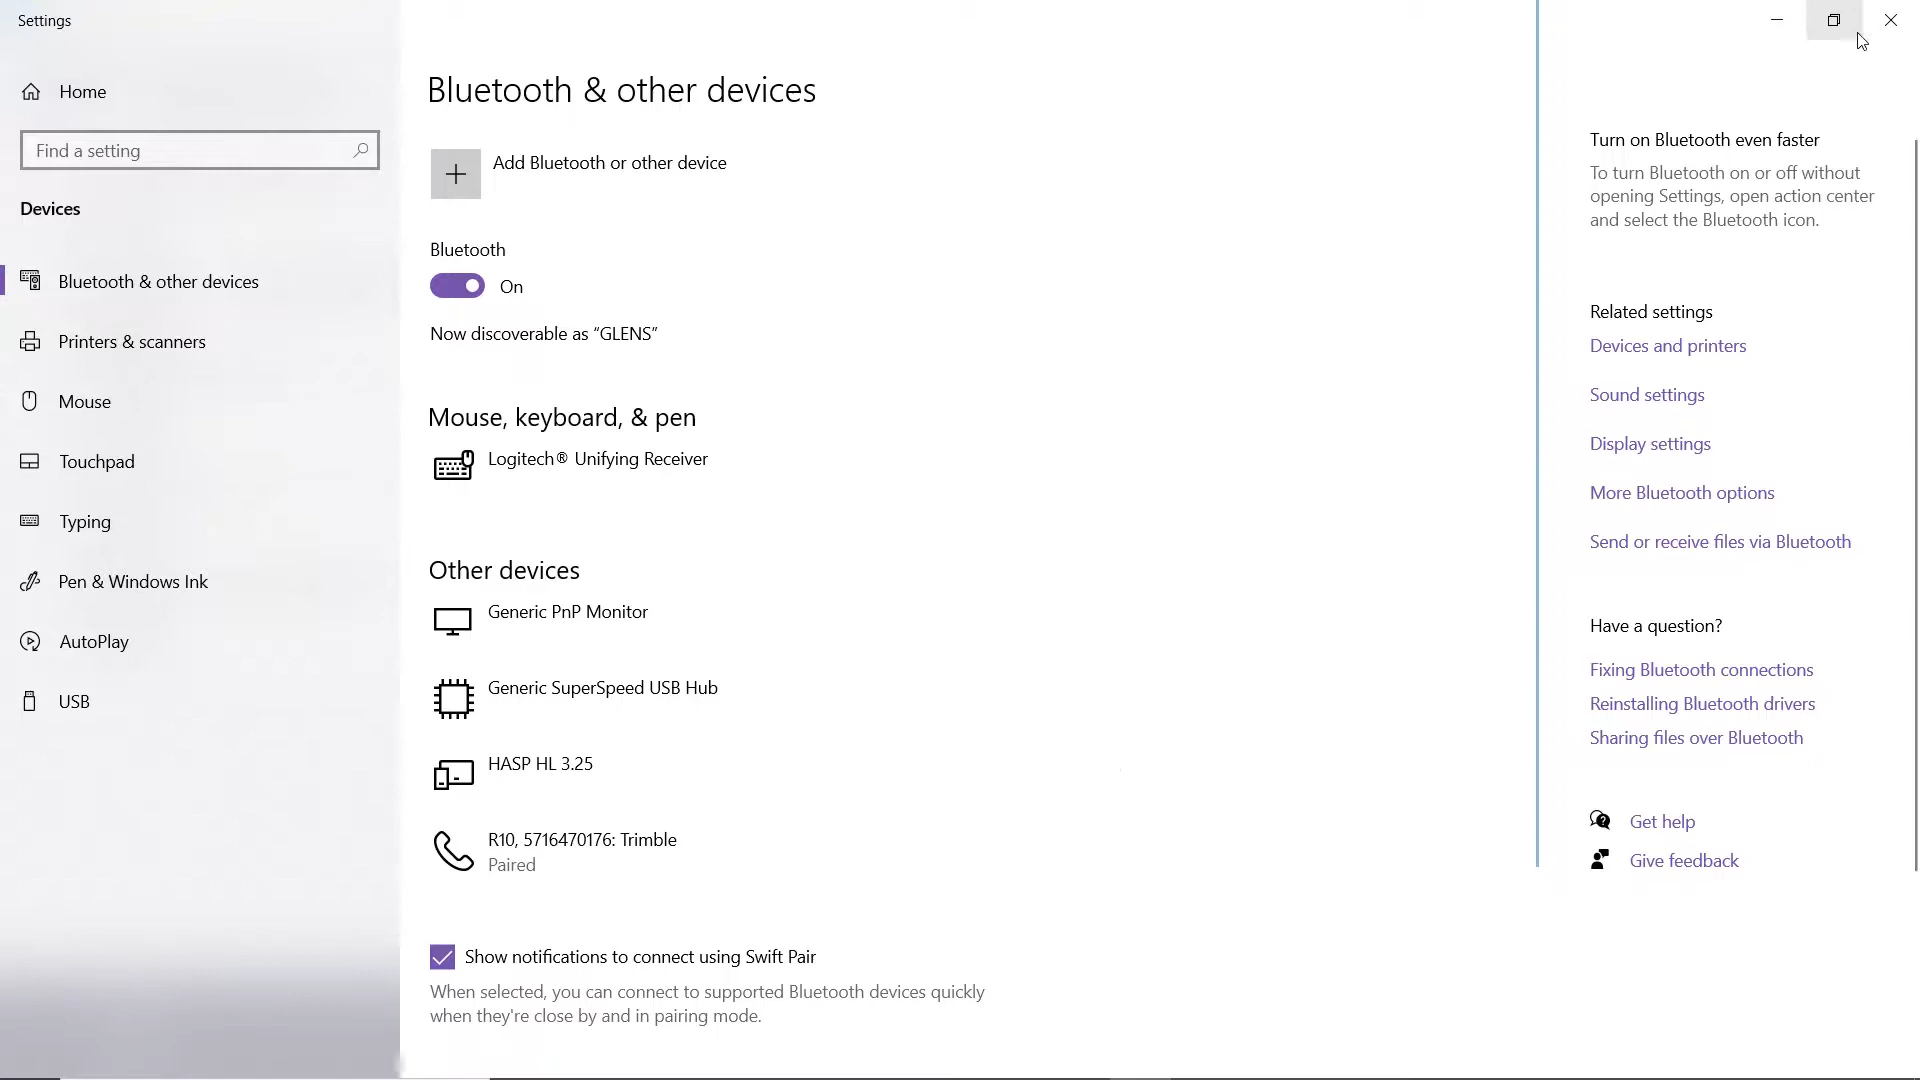 Settings
Home
Find a setting
Devices
Bluetooth & other devices
Printers & scanners
Mouse
Touchpad
Typing
Pen & Windows Ink
AutoPlay
USB
Bluetooth & other devices
Add Bluetooth or other device
Bluetooth
On
Now discoverable as “GLENS”
Mouse, keyboard, & pen
Logitech® Unifying Receiver
Other devices
Generic PnP Monitor
Generic SuperSpeed USB Hub
HASP HL 3.25
R10, 5716470176: Trimble
Paired
Show notifications to connect using Swift Pair
When selected, you can connect to supported Bluetooth devices quickly
when they're close by and in pairing mode.
Turn on Bluetooth even faster
To turn Bluetooth on or off without
opening Settings, open action center
and select the Bluetooth icon.
Related settings
Devices and printers
Sound settings
Display settings
More Bluetooth options
Send or receive files via Bluetooth
Have a question?
Fixing Bluetooth connections
Reinstalling Bluetooth drivers
Sharing files over Bluetooth
Get help
Give feedback